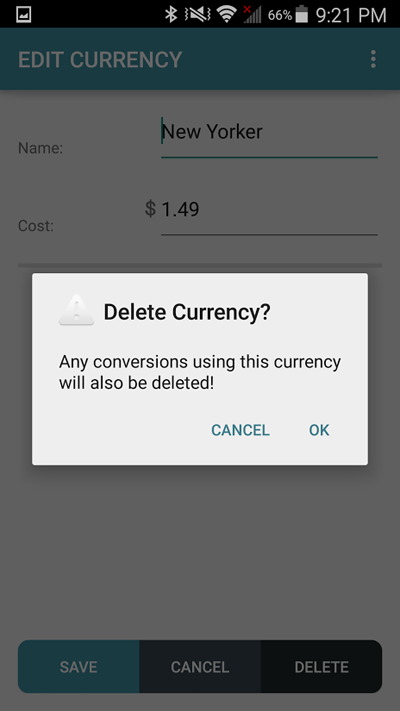 66% 9:21 PM
EDIT CURRENCY
New Yorker
Name:
$ 1.49
Cost:
Delete Currency?
Any conversions using this currency
will also be deleted!
CANCEL OK
SAVE CANCEL DELETE